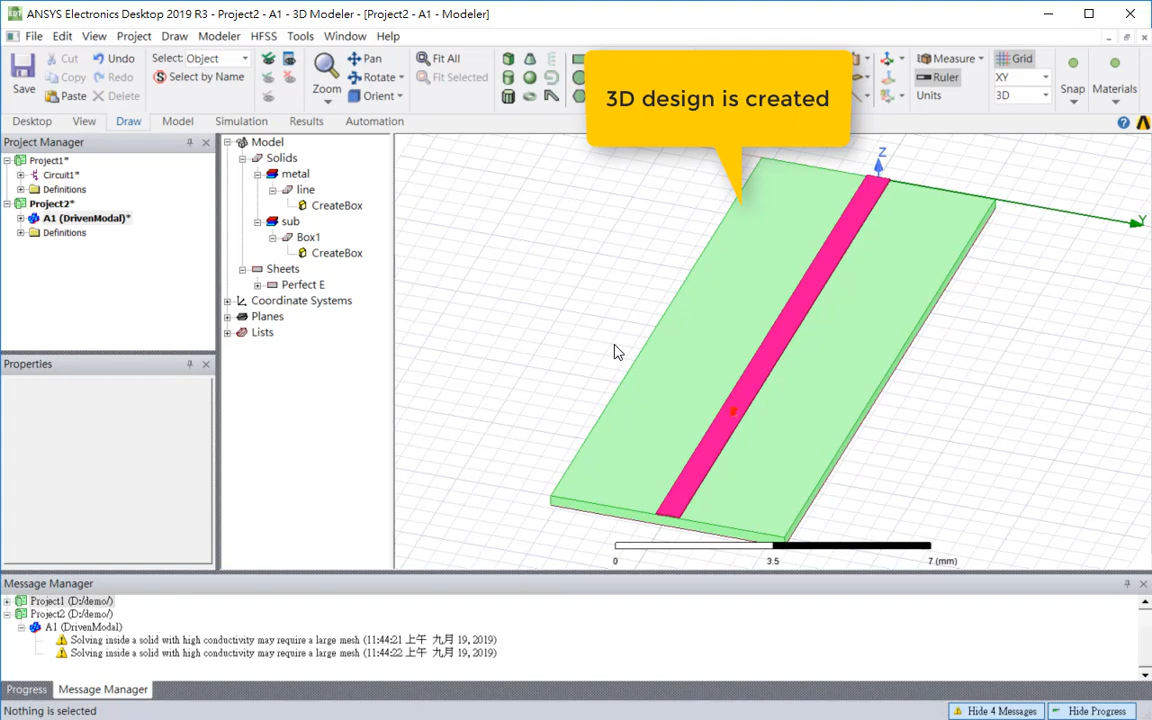 ANSYS Electronics Desktop 2019 R3 - Project2 - A1 - 3D Modeler - [Project2 - A1 - Modeler]
File Edit View Project Draw Modeler HFSS Tools Window Help
Save
Cut
Copy
Paste
Undo
Redo
Delete
Select: Object
Select by Name
Zoom
Pan
Rotate
Orient
Fit All
Fit Selected
Measure
Ruler
Units
Grid
XY
3D
Snap
Materials
Desktop View Draw Model Simulation Results Automation
3D design is created
Project Manager
Project1*
Circuit1*
Definitions
Project2*
A1 (DrivenModal)*
Definitions
Model
Solids
metal
line
CreateBox
sub
Box1
CreateBox
Sheets
Perfect E
Coordinate Systems
Planes
Lists
Properties
Z
Y
0 3.5 7 (mm)
Message Manager
Project1 (D:/demo/)
Project2 (D:/demo/)
A1 (DrivenModal)
Solving inside a solid with high conductivity may require a large mesh (11:44:21 上午 九月 19, 2019)
Solving inside a solid with high conductivity may require a large mesh (11:44:22 上午 九月 19, 2019)
Progress Message Manager
Nothing is selected
Hide 4 Messages
Hide Progress